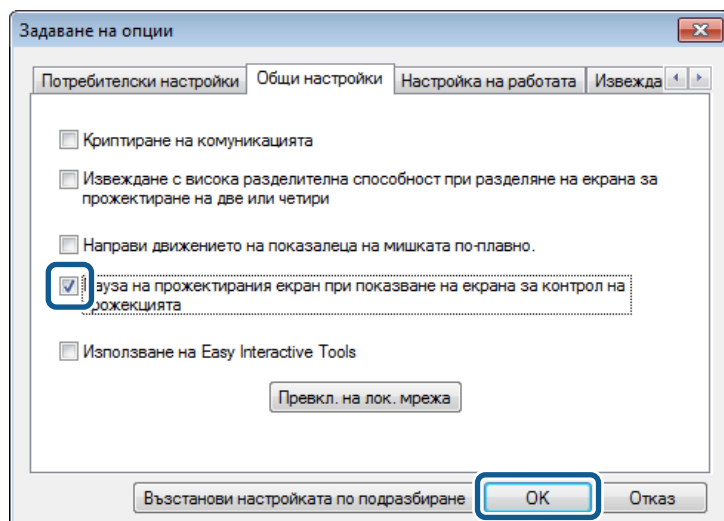 Задаване на опции
Потребителски настройки Общи настройки Настройка на работата Извежда
Криптиране на комуникацията
Извеждане с висока разделителна способност при разделяне на екрана за
прожектиране на две или четири
Направи движението на показалеца на мишката по-плавно.
ауза на прожектирания екран при показване на екрана за контрол на
рожекцията
Използване на Easy Interactive Tools
Превкл. на лок. мрежа
Възстанови настройката по подразбиране OK Отказ